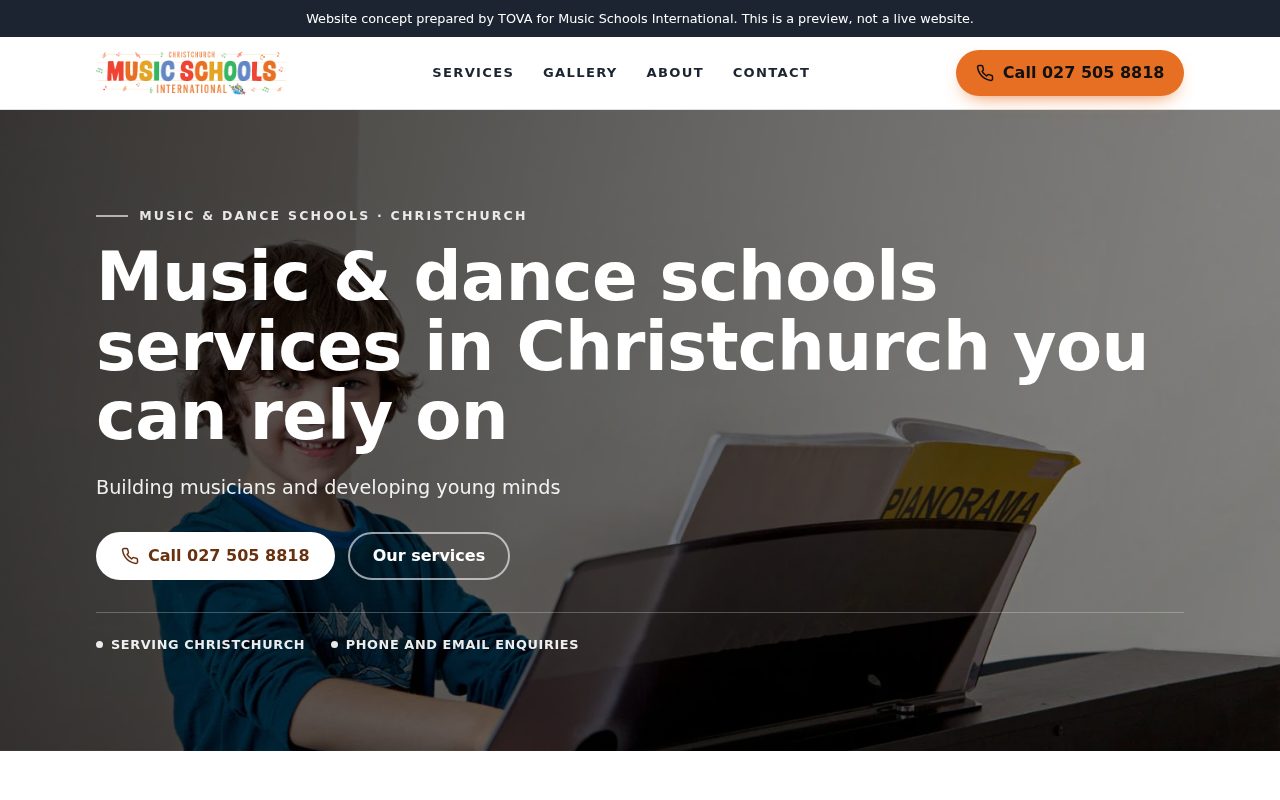 Website concept prepared by TOVA for Music Schools International. This is a preview, not a live website.
CHRISTCHURCH
MUSIC SCHOOLS
INTERNATIONAL
SERVICES
GALLERY
ABOUT
CONTACT
Call 027 505 8818
MUSIC & DANCE SCHOOLS · CHRISTCHURCH
Music & dance schools
services in Christchurch you
can rely on
PIANORAMA
Building musicians and developing young minds
Call 027 505 8818
Our services
SERVING CHRISTCHURCH
PHONE AND EMAIL ENQUIRIES